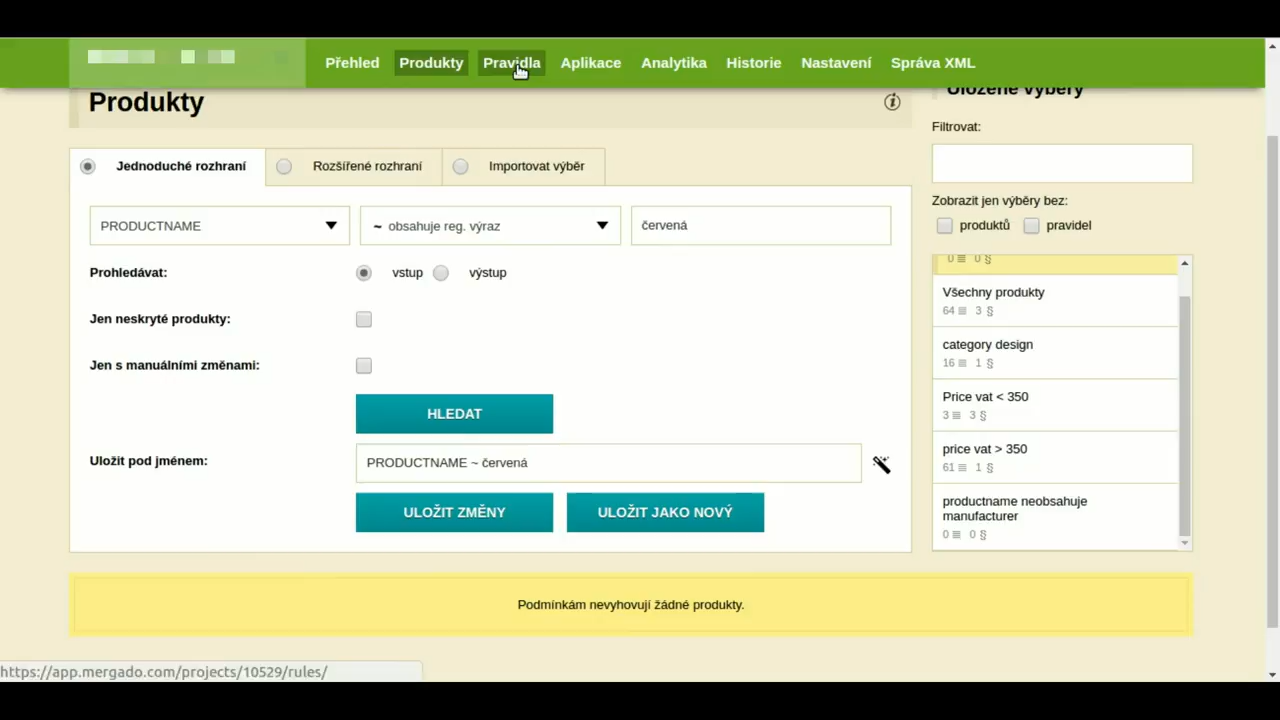 Přehled Produkty Pravidla Aplikace Analytika Historie Nastavení Správa XML
Produkty
Jednoduché rozhraní Rozšířené rozhraní Importovat výběr
PRODUCTNAME ~ obsahuje reg. výraz červená
Prohledávat: vstup výstup
Jen neskryté produkty:
Jen s manuálními změnami:
HLEDAT
Uložit pod jménem: PRODUCTNAME ~ červená
ULOŽIT ZMĚNY ULOŽIT JAKO NOVÝ
Uložené výběry
Filtrovat:
Zobrazit jen výběry bez:
produktů pravidel
0 ≡ 0 §
Všechny produkty
64 ≡ 3 §
category design
16 ≡ 1 §
Price vat < 350
3 ≡ 3 §
price vat > 350
61 ≡ 1 §
productname neobsahuje
manufacturer
0 ≡ 0 §
Podmínkám nevyhovují žádné produkty.
https://app.mergado.com/projects/10529/rules/